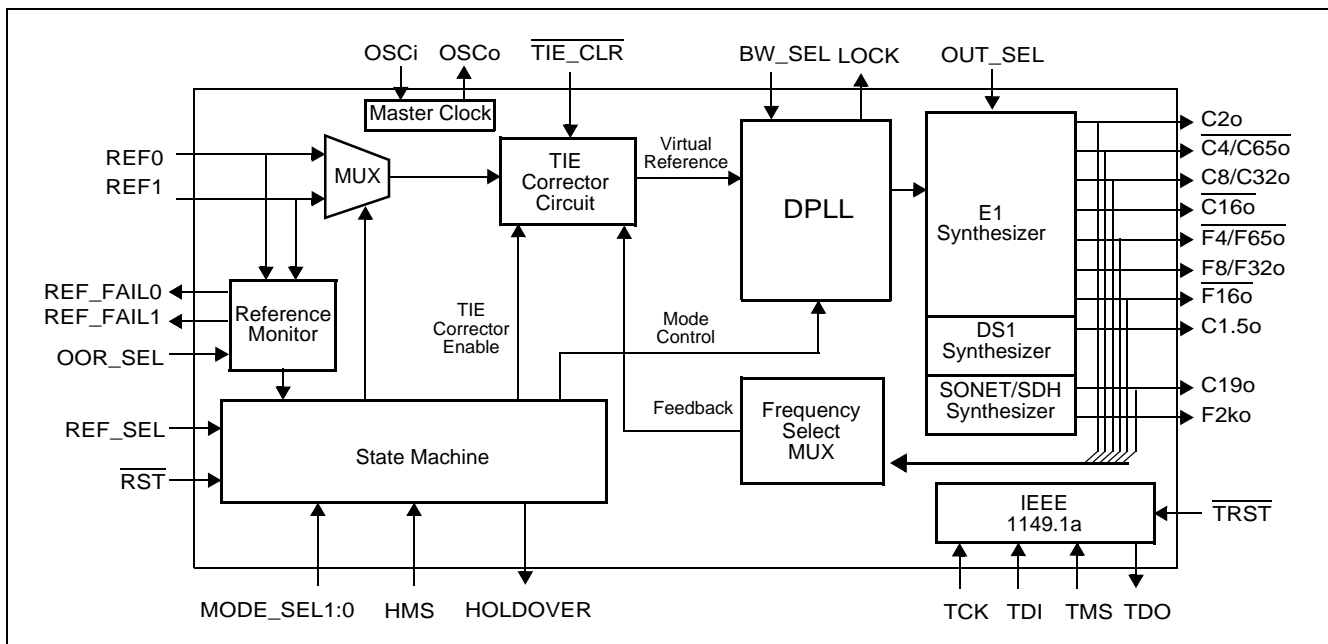 OSCi
OSCo
TIE_CLR
BW_SEL
LOCK
OUT_SEL
Master Clock
REF0
REF1
MUX
TIE
Corrector
Circuit
Virtual
Reference
DPLL
E1
Synthesizer
DS1
Synthesizer
SONET/SDH
Synthesizer
C2o
C4/C65o
C8/C32o
C16o
F4/F65o
F8/F32o
F16o
C1.5o
C19o
F2ko
REF_FAIL0
REF_FAIL1
OOR_SEL
Reference
Monitor
TIE
Corrector
Enable
Mode
Control
REF_SEL
RST
State Machine
Feedback
Frequency
Select
MUX
IEEE
1149.1a
TRST
MODE_SEL1:0
HMS
HOLDOVER
TCK
TDI
TMS
TDO